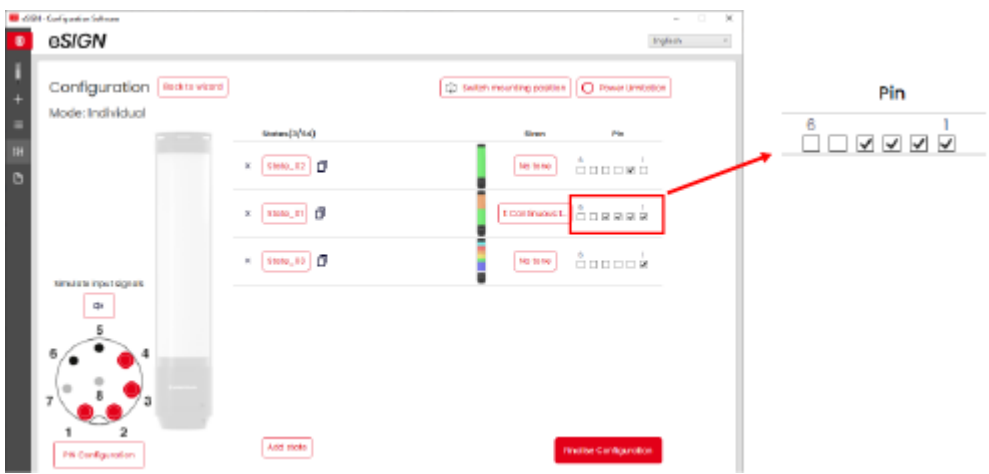 eSIGN - Configuration Software
eSIGN
English
Configuration
Back to wizard
Switch mounting position
Power Limitation
Mode: Individual
States (3/64)
Siren
Pin
× State_02
No tone
6 1
× State_01
1 Continuous t..
6 1
× State_03
No tone
6 1
Simulate input signals
5
6 4
7 8 3
1 2
PIN Configuration
Add state
Finalise Configuration
Pin
6 1